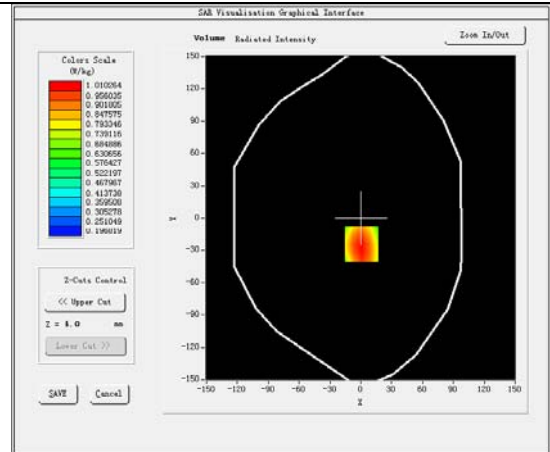 SAR Visualisation Graphical Interface
Volume Radiated Intensity
Zoom In/Out
Colors Scale
(W/kg)
1.010264
0.956035
0.901805
0.847575
0.793346
0.739116
0.684886
0.630656
0.576427
0.522197
0.467967
0.413738
0.359508
0.305278
0.251049
0.196819
150
120
90
60
30
0
-30
-60
-90
-120
-150
Y
-150 -120 -90 -60 -30 0 30 60 90 120 150
X
Z-Cuts Control
<< Upper Cut
Z = 4.0 mm
Lower Cut >>
SAVE
Cancel